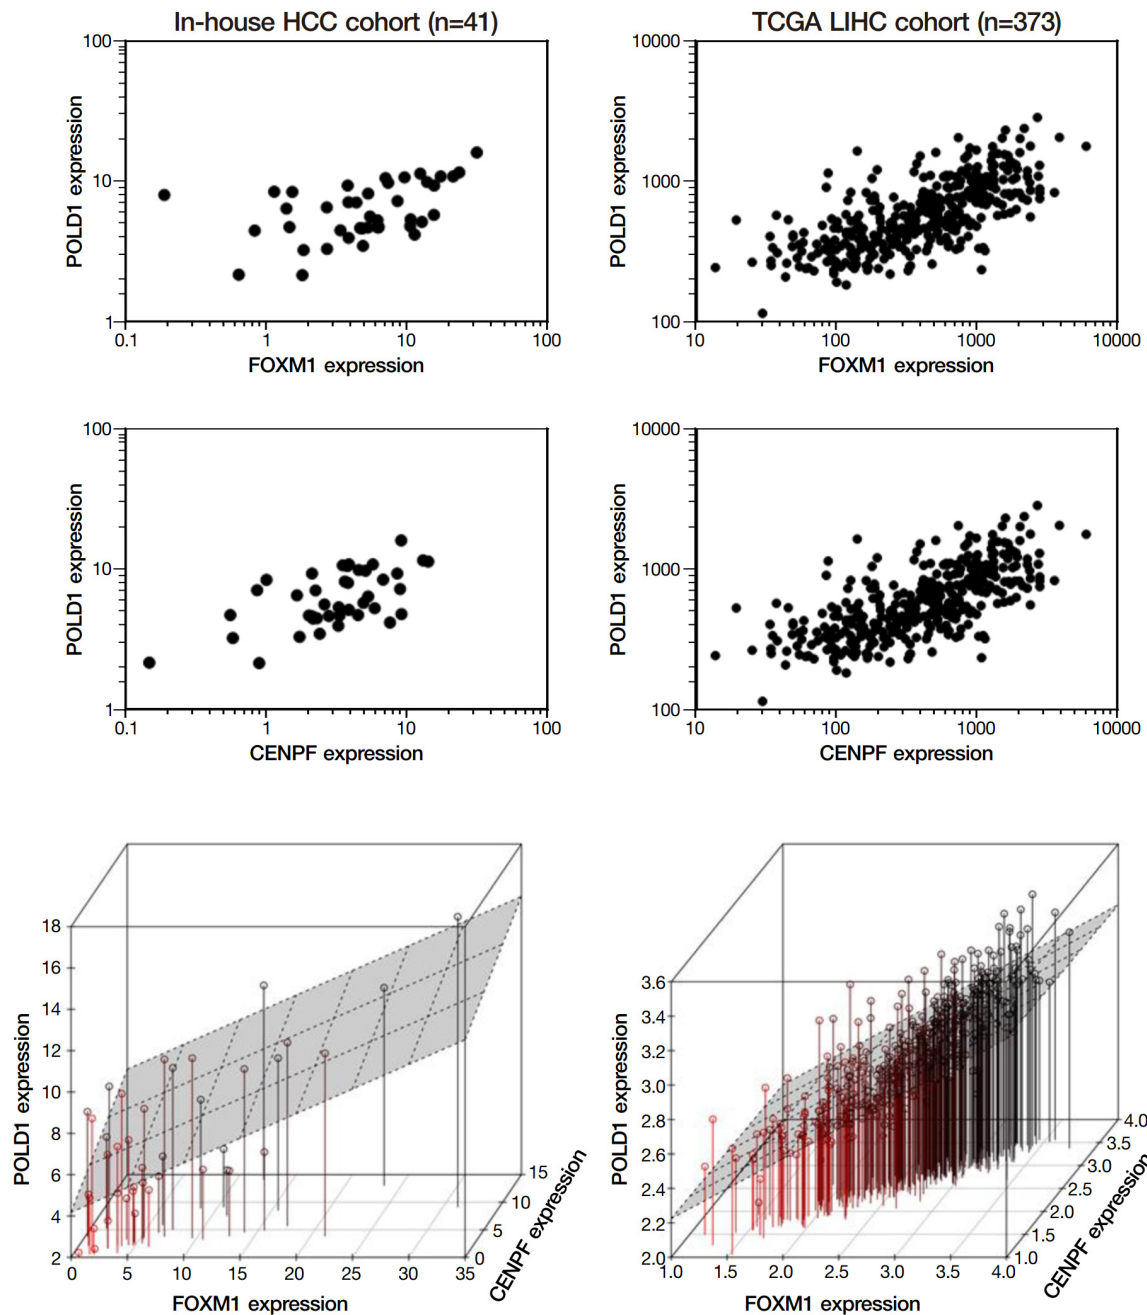 In-house HCC cohort (n=41)
TCGA LIHC cohort (n=373)
100
10
1
0.1 1 10 100
POLD1 expression
FOXM1 expression
10000
1000
100
10 100 1000 10000
POLD1 expression
FOXM1 expression
100
10
1
0.1 1 10 100
POLD1 expression
CENPF expression
10000
1000
100
10 100 1000 10000
POLD1 expression
CENPF expression
18
16
14
12
10
8
6
4
2
0 5 10 15 20 25 30 35
15
10
5
0
POLD1 expression
FOXM1 expression
CENPF expression
3.6
3.4
3.2
3.0
2.8
2.6
2.4
2.2
2.0
1.0 1.5 2.0 2.5 3.0 3.5 4.0
4.0
3.5
3.0
2.5
2.0
1.5
1.0
POLD1 expression
FOXM1 expression
CENPF expression